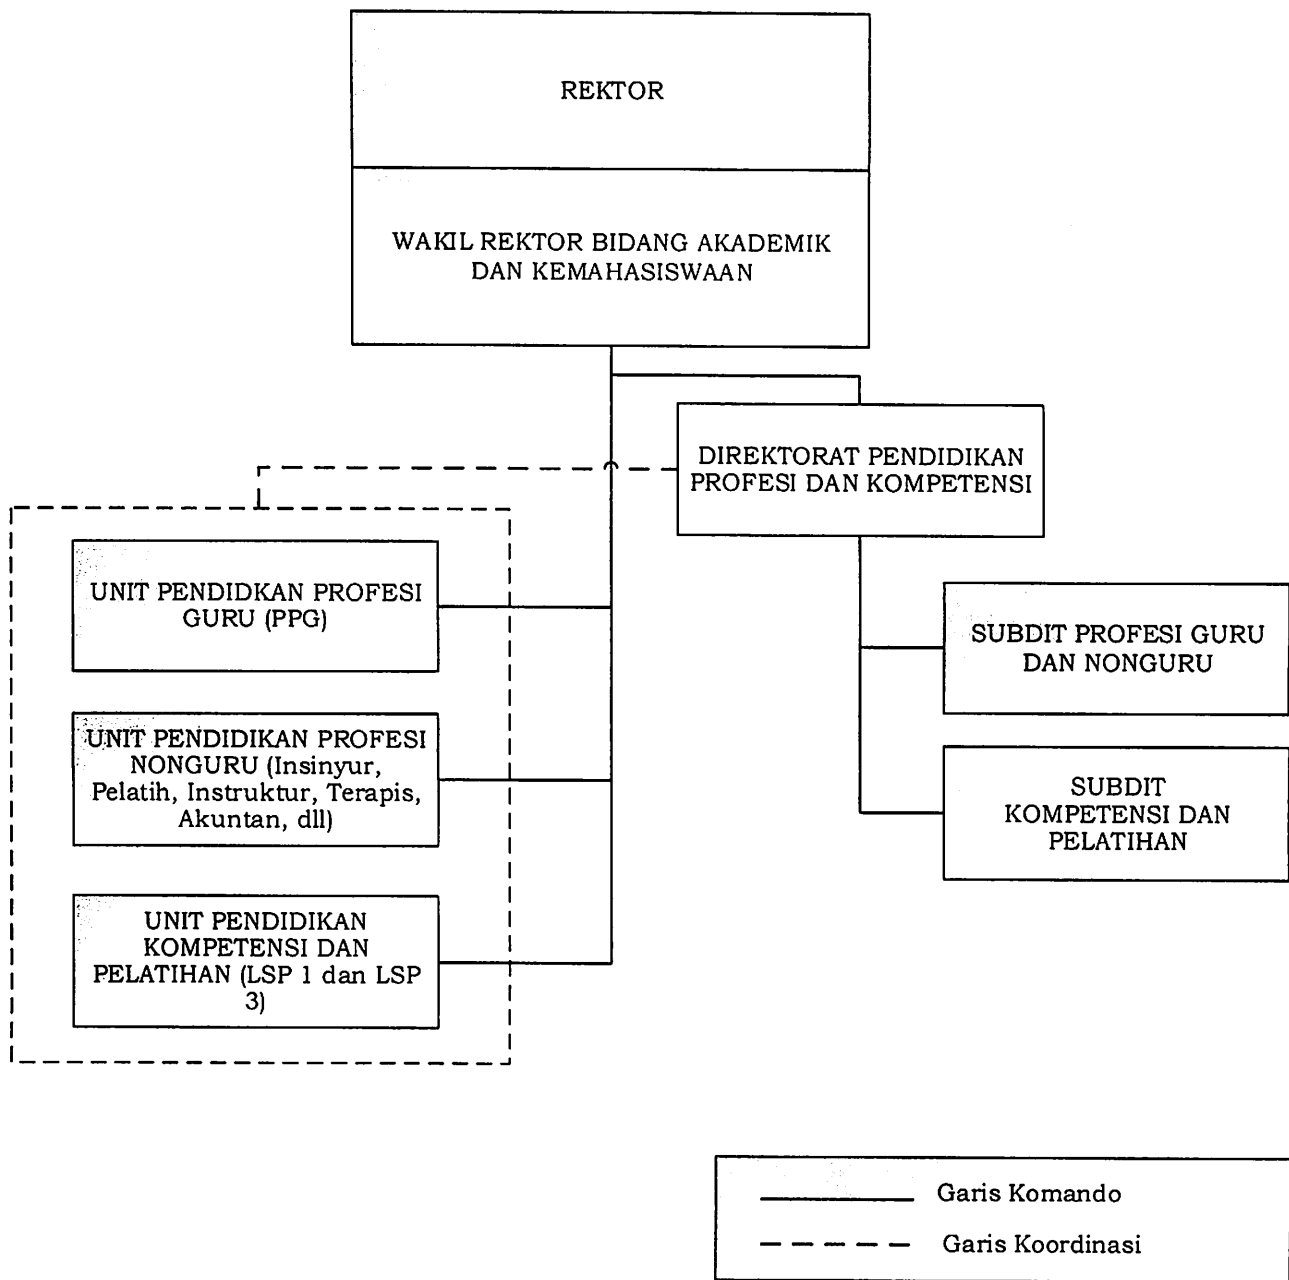 REKTOR
WAKIL REKTOR BIDANG AKADEMIK
DAN KEMAHASISWAAN
DIREKTORAT PENDIDIKAN
PROFESI DAN KOMPETENSI
UNIT PENDIDKAN PROFESI
GURU (PPG)
UNIT PENDIDIKAN PROFESI
NONGURU (Insinyur,
Pelatih, Instruktur, Terapis,
Akuntan, dll)
UNIT PENDIDIKAN
KOMPETENSI DAN
PELATIHAN (LSP 1 dan LSP
3)
SUBDIT PROFESI GURU
DAN NONGURU
SUBDIT
KOMPETENSI DAN
PELATIHAN
Garis Komando
Garis Koordinasi